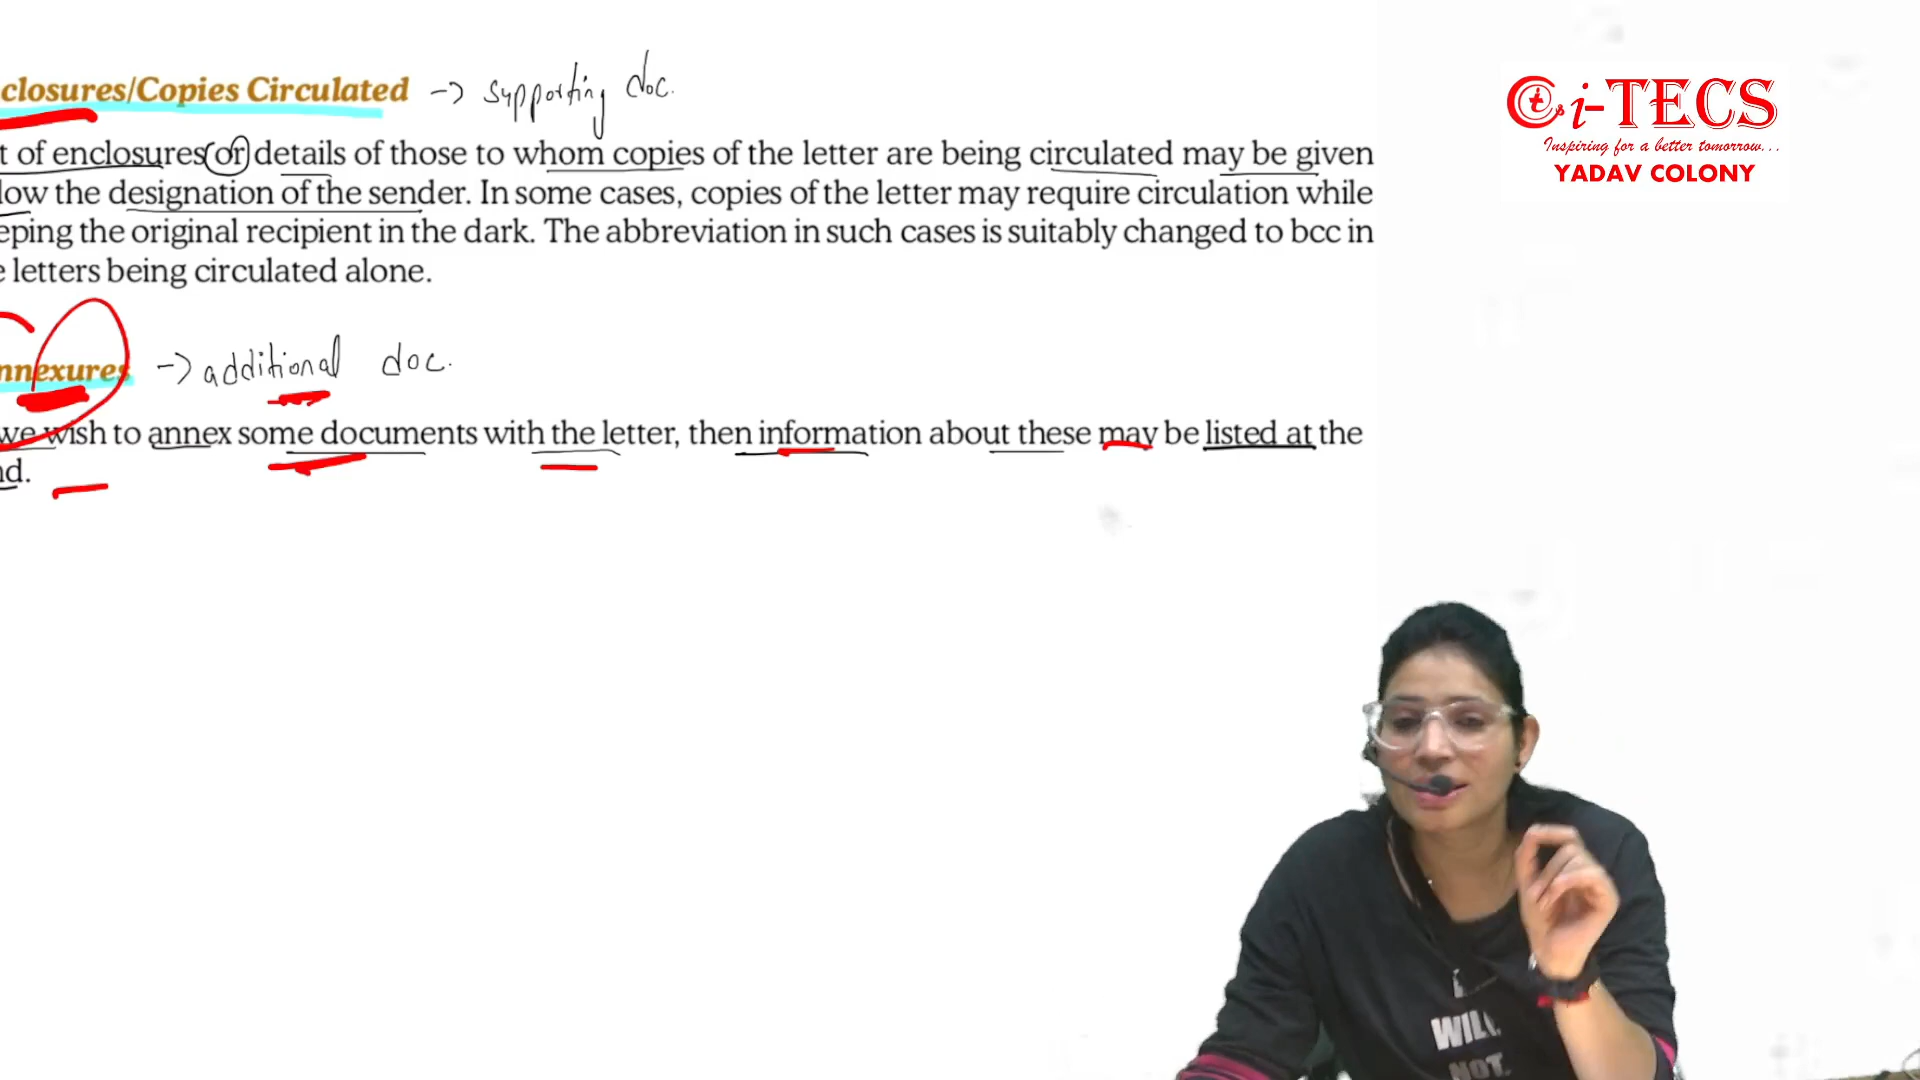 closures/Copies Circulated → supporting doc.
t of enclosures (or) details of those to whom copies of the letter are being circulated may be given
low the designation of the sender. In some cases, copies of the letter may require circulation while
eping the original recipient in the dark. The abbreviation in such cases is suitably changed to bcc in
e letters being circulated alone.
nnexures → additional doc.
we wish to annex some documents with the letter, then information about these may be listed at the
nd.
i-TECS
Inspiring for a better tomorrow...
YADAV COLONY
I
WILL
NOT